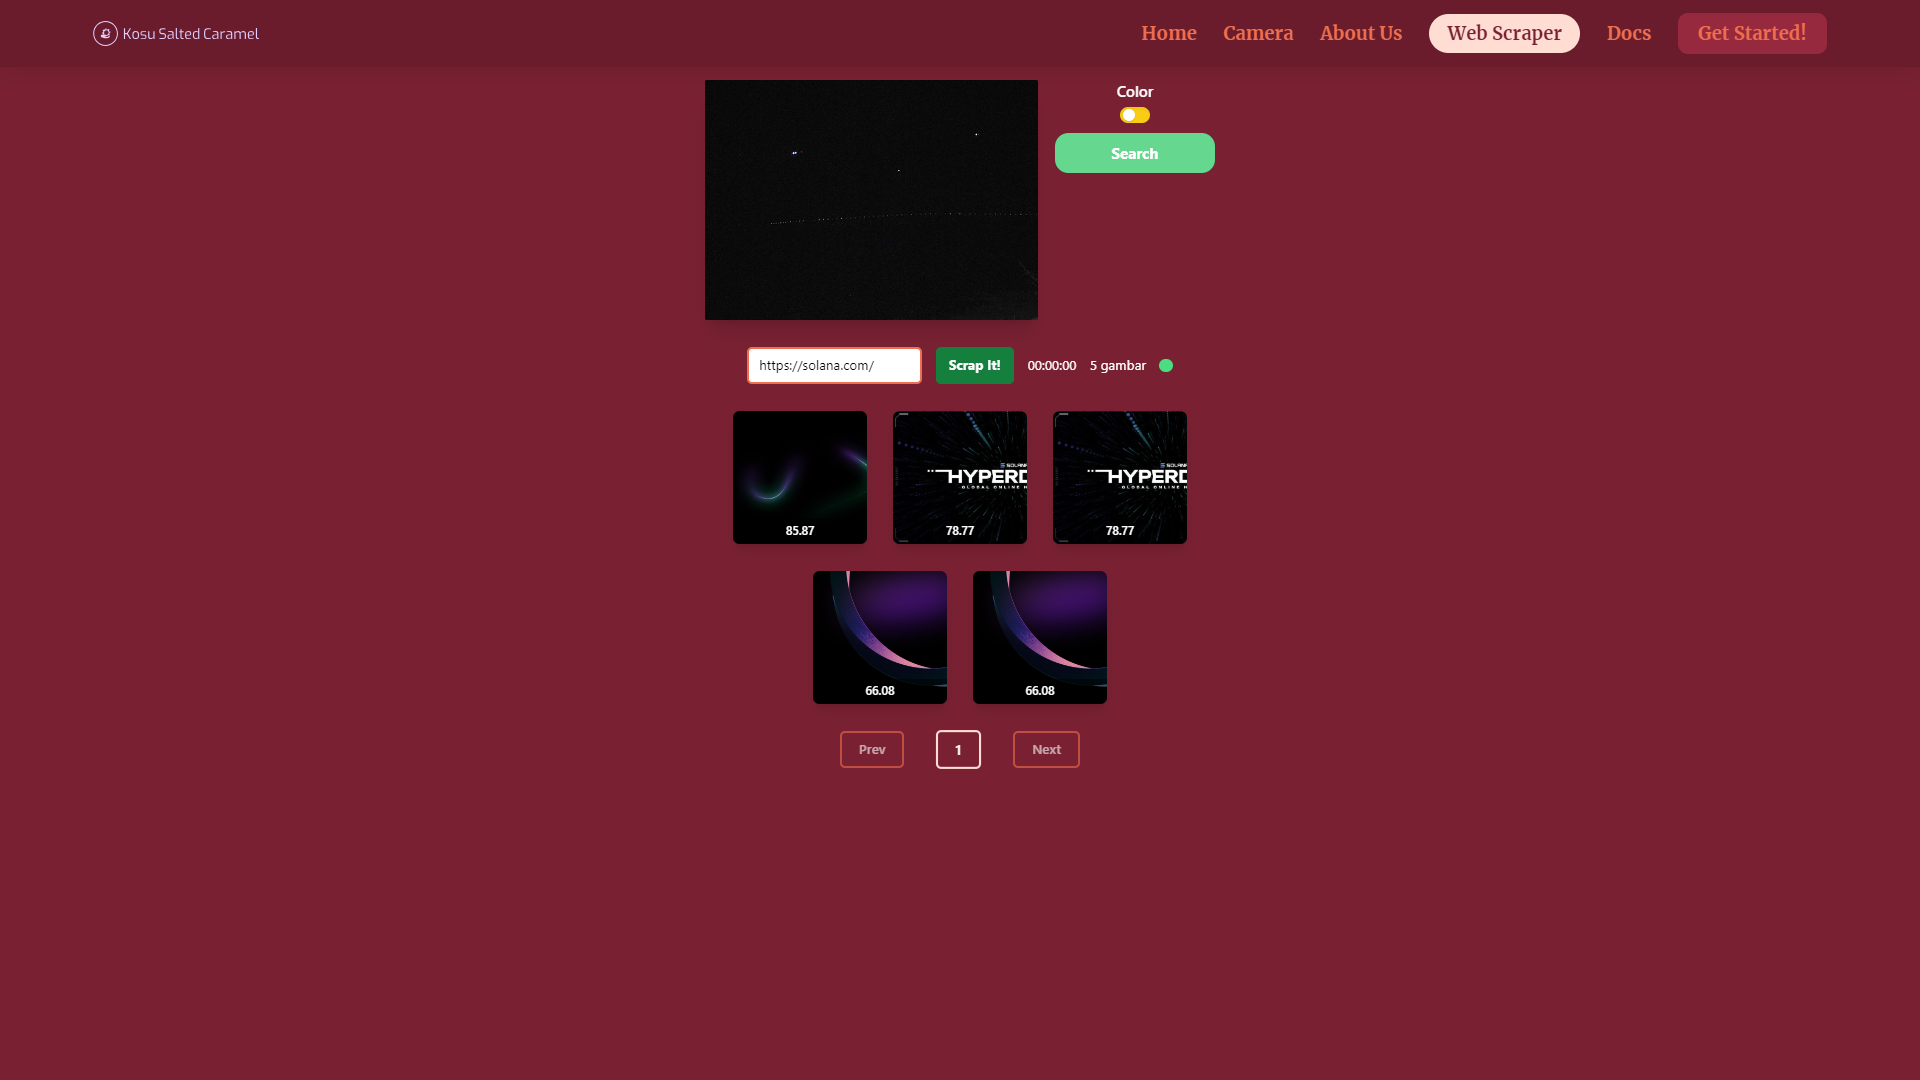 Kosu Salted Caramel
Home Camera About Us Web Scraper Docs Get Started!
Color
Search
https://solana.com/ Scrap It! 00:00:00 5 gambar
HYPERD
GLOBAL ONLINE H
85.87
SOLAN
HYPERD
GLOBAL ONLINE H
78.77
SOLAN
78.77
66.08 66.08
Prev 1 Next